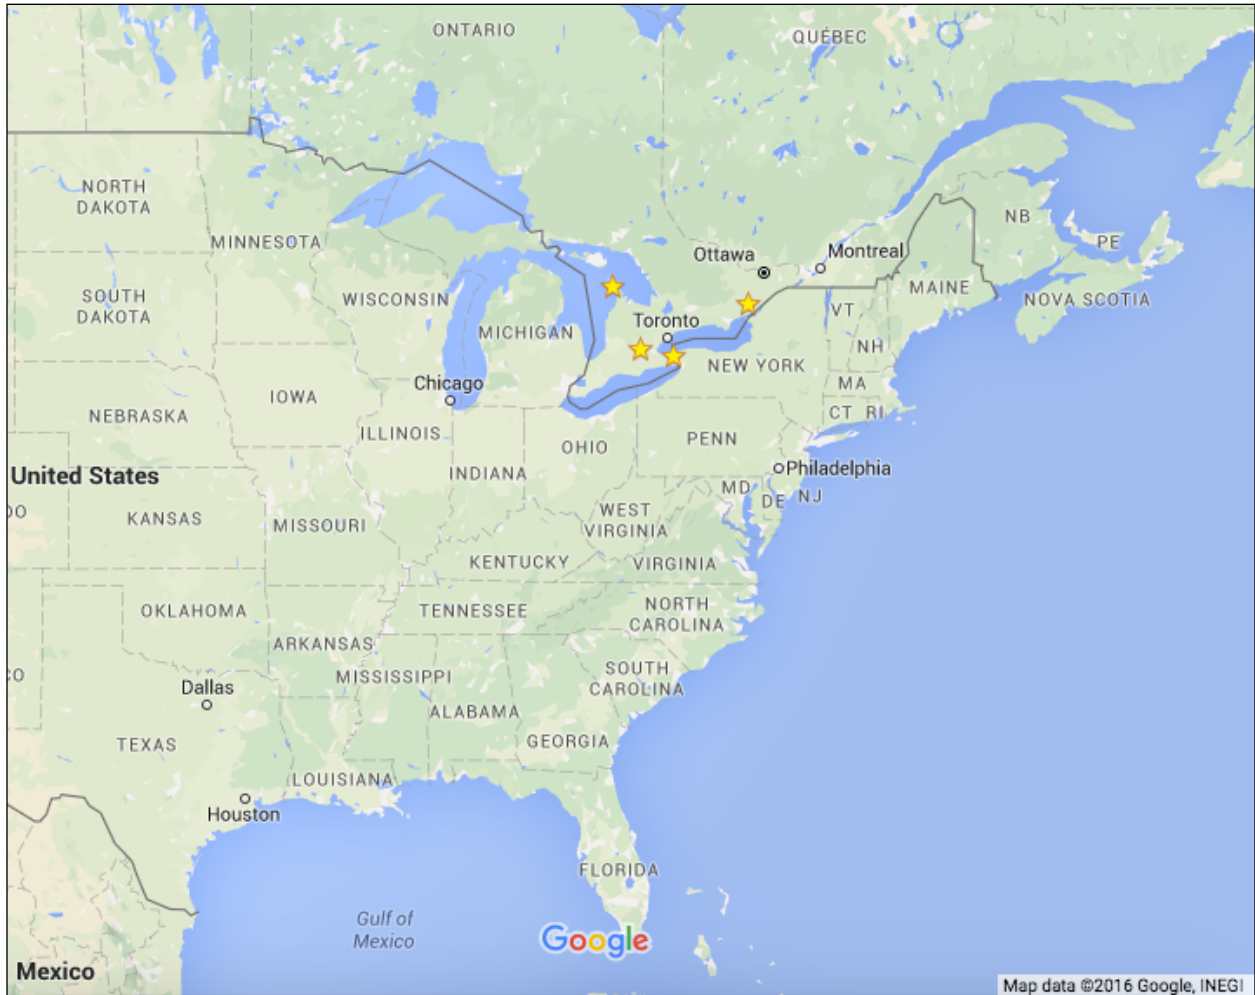 ONTARIO
QUÉBEC
NORTH
DAKOTA
MINNESOTA
NB
PE
Ottawa
Montreal
MAINE
NOVA SCOTIA
SOUTH
DAKOTA
WISCONSIN
MICHIGAN
Toronto
VT
NH
NEW YORK
Chicago
MA
IOWA
NEBRASKA
CT RI
ILLINOIS
OHIO
PENN
United States
INDIANA
Philadelphia
MD
DE
NJ
DO
KANSAS
MISSOURI
WEST
VIRGINIA
KENTUCKY
VIRGINIA
OKLAHOMA
TENNESSEE
NORTH
CAROLINA
ARKANSAS
CO
MISSISSIPPI
SOUTH
CAROLINA
Dallas
ALABAMA
TEXAS
GEORGIA
LOUISIANA
Houston
FLORIDA
Gulf of
Mexico
Google
Mexico
Map data ©2016 Google, INEGI